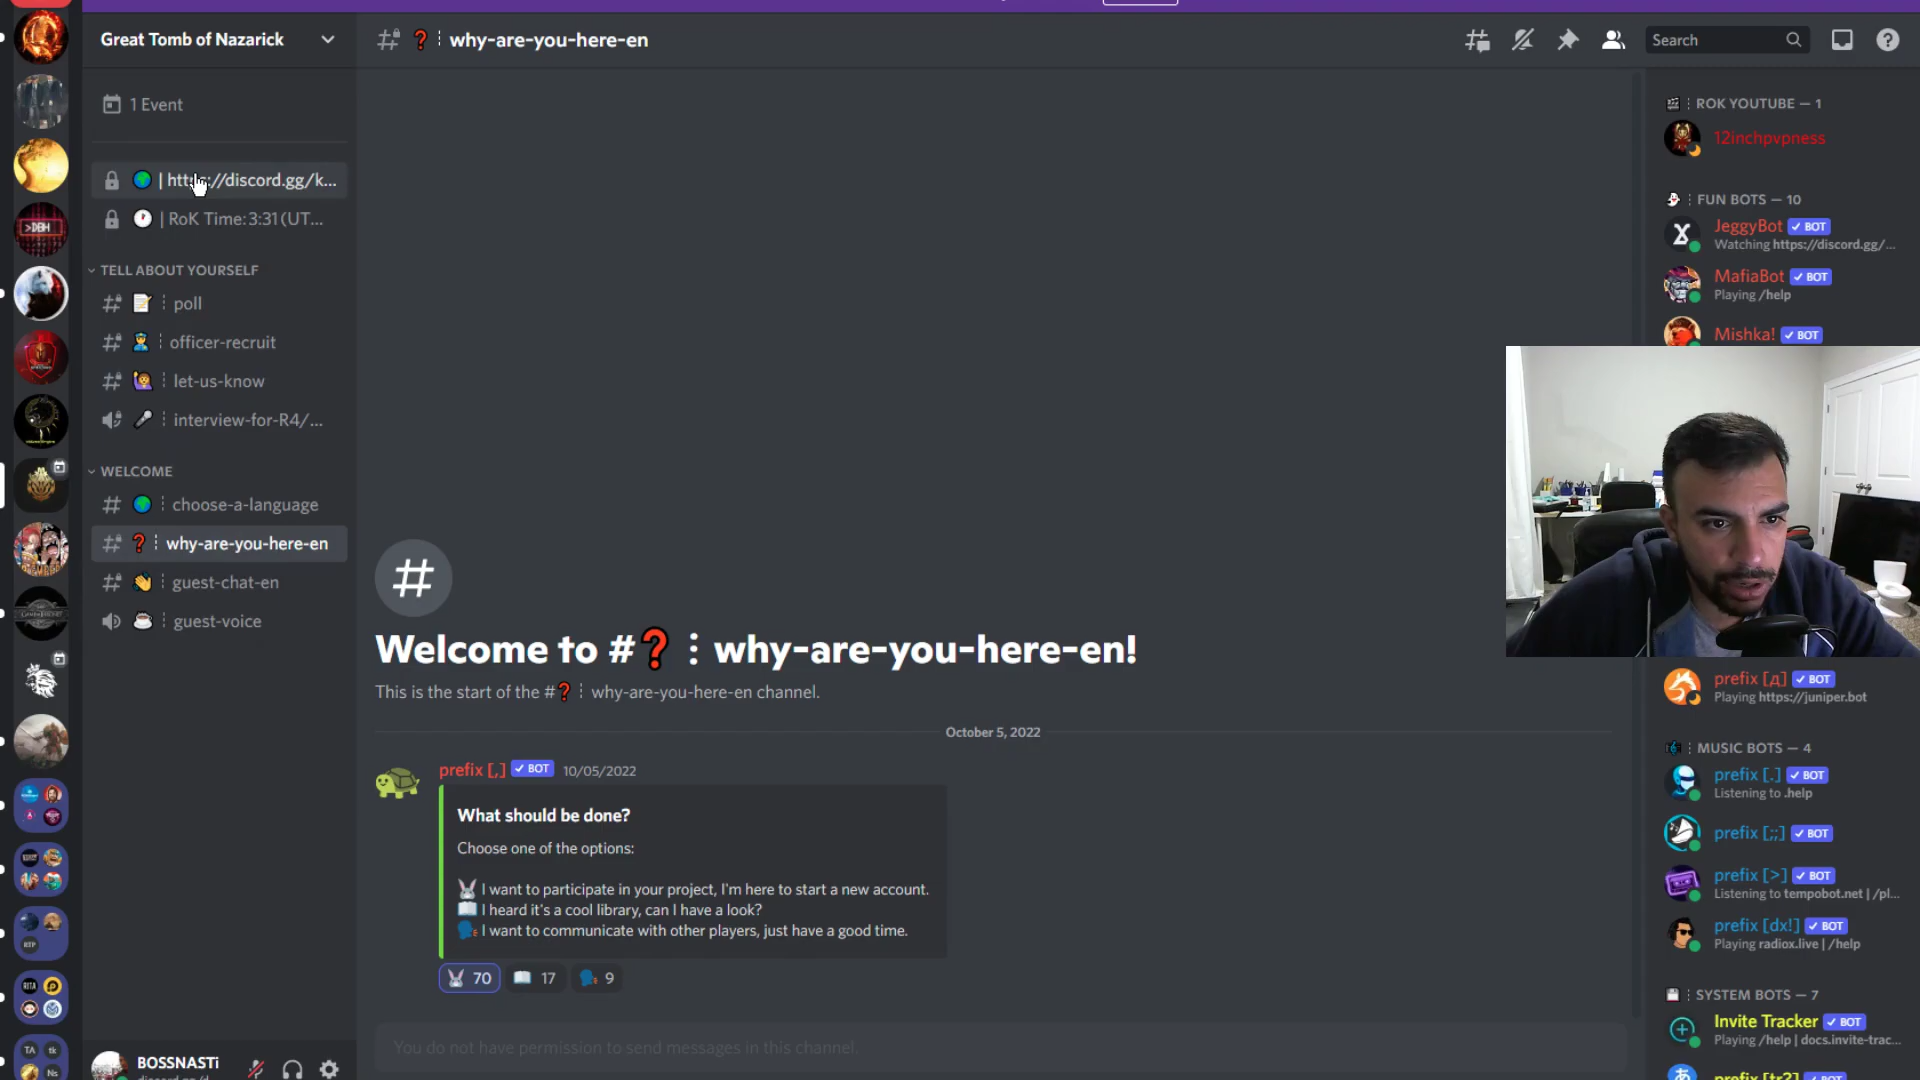 Great Tomb of Nazarick
1 Event
| https://discord.gg/k...
| RoK Time: 3:31 (UT...
TELL ABOUT YOURSELF
poll
officer-recruit
let-us-know
interview-for-R4/...
WELCOME
choose-a-language
why-are-you-here-en
guest-chat-en
guest-voice
BOSSNASTi
why-are-you-here-en
Search
Welcome to #❓⋮ why-are-you-here-en!
This is the start of the #❓⋮ why-are-you-here-en channel.
October 5, 2022
prefix [,] ✓ BOT 10/05/2022
What should be done?
Choose one of the options:
I want to participate in your project, I'm here to start a new account.
I heard it's a cool library, can I have a look?
I want to communicate with other players, just have a good time.
70 17 9
You do not have permission to send messages in this channel.
ROK YOUTUBE — 1
12inchpvpness
FUN BOTS — 10
JeggyBot ✓ BOT
Watching https://discord.gg/...
MafiaBot ✓ BOT
Playing /help
Mishka! ✓ BOT
prefix [д] ✓ BOT
Playing https://juniper.bot
MUSIC BOTS — 4
prefix [.] ✓ BOT
Listening to .help
prefix [;;] ✓ BOT
prefix [>] ✓ BOT
Listening to tempobot.net | /pl...
prefix [dx!] ✓ BOT
Playing radiox.live | /help
SYSTEM BOTS — 7
Invite Tracker ✓ BOT
Playing /help | docs.invite-trac...
>DBH
RITA
TA
tk
Ns